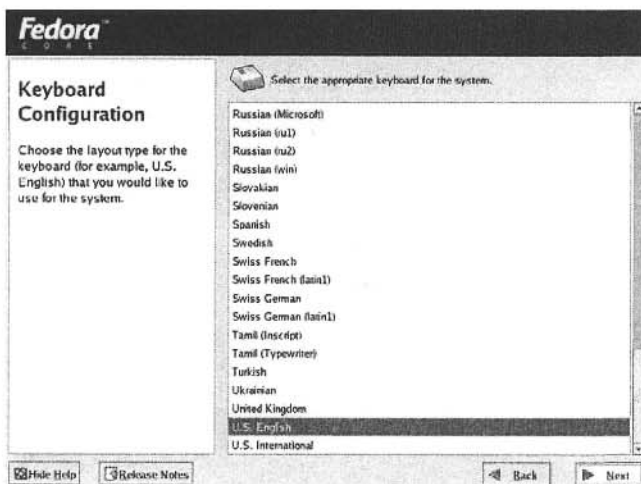 Fedora™
CORE
Keyboard
Configuration
Choose the layout type for the
keyboard (for example, U.S.
English) that you would like to
use for the system.
Select the appropriate keyboard for the system.
Russian (Microsoft)
Russian (ru1)
Russian (ru2)
Russian (win)
Slovakian
Slovenian
Spanish
Swedish
Swiss French
Swiss French (latin1)
Swiss German
Swiss German (latin1)
Tamil (Inscript)
Tamil (Typewriter)
Turkish
Ukrainian
United Kingdom
U.S. English
U.S. International
Hide Help
Release Notes
Back
Next